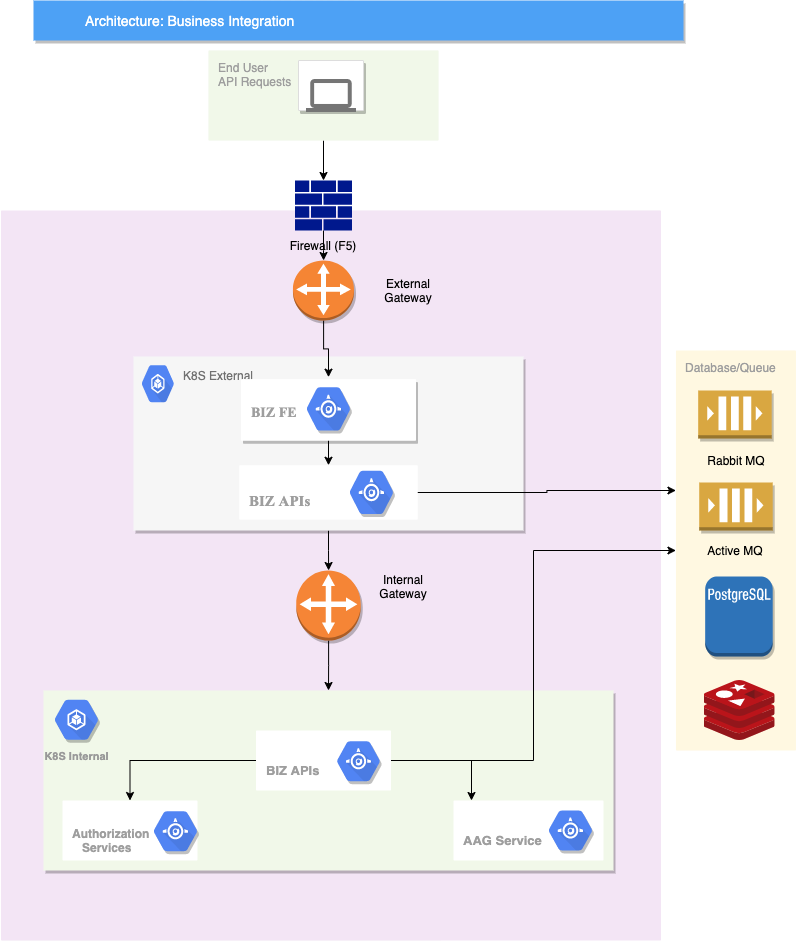 Architecture: Business Integration
End User
API Requests
Firewall (F5)
External
Gateway
K8S External
BIZ FE
BIZ APIs
Database/Queue
Rabbit MQ
Active MQ
PostgreSQL
Internal
Gateway
K8S Internal
BIZ APIs
Authorization
Services
AAG Service